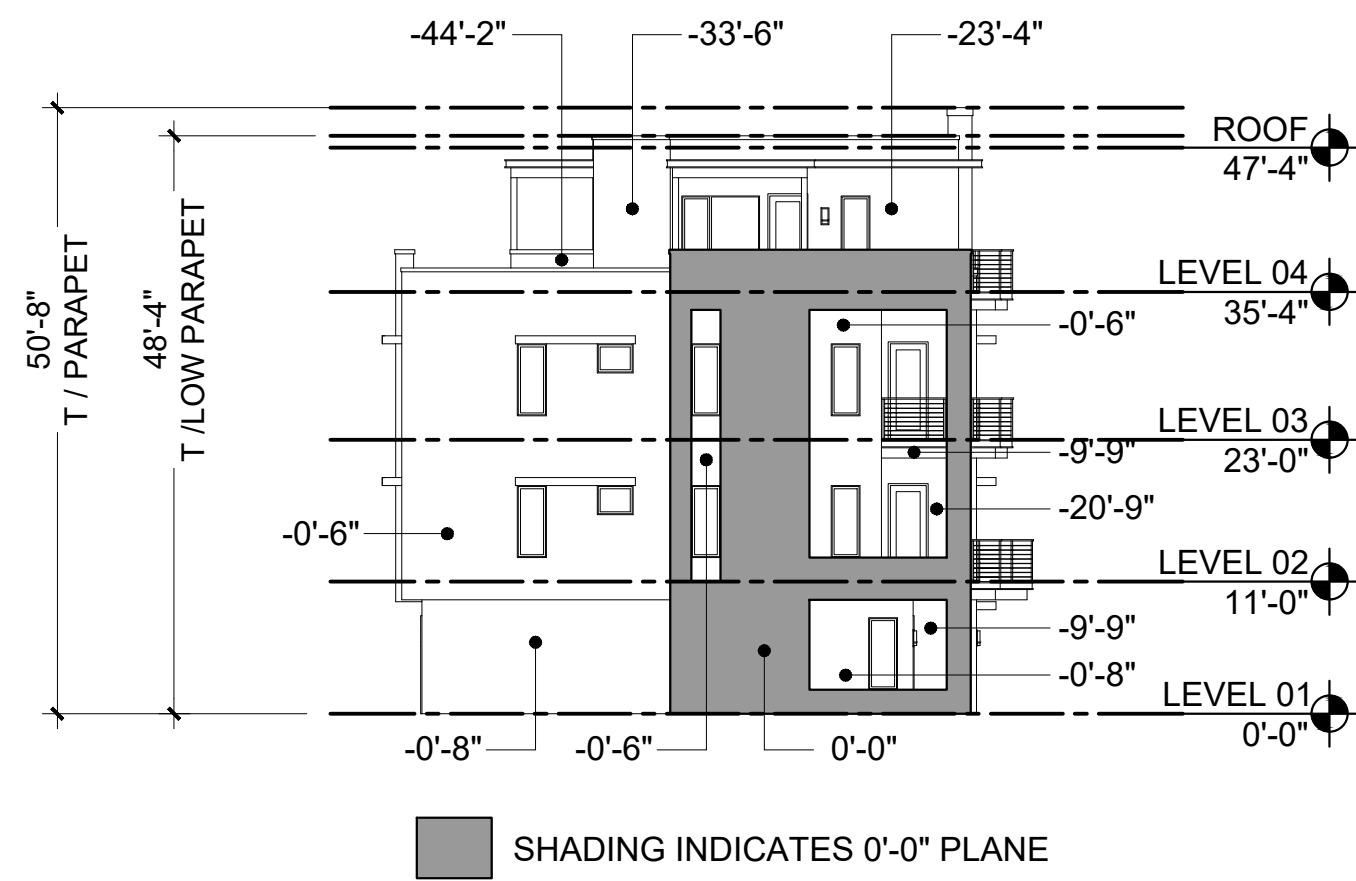 -44'-2"
-33'-6"
-23'-4"
ROOF
47'-4"
50'-8"
T / PARAPET
48'-4"
T /LOW PARAPET
LEVEL 04
35'-4"
-0'-6"
LEVEL 03
23'-0"
-9'-9"
-20'-9"
-0'-6"
LEVEL 02
11'-0"
-9'-9"
-0'-8"
LEVEL 01
0'-0"
-0'-8"
-0'-6"
0'-0"
SHADING INDICATES 0'-0" PLANE